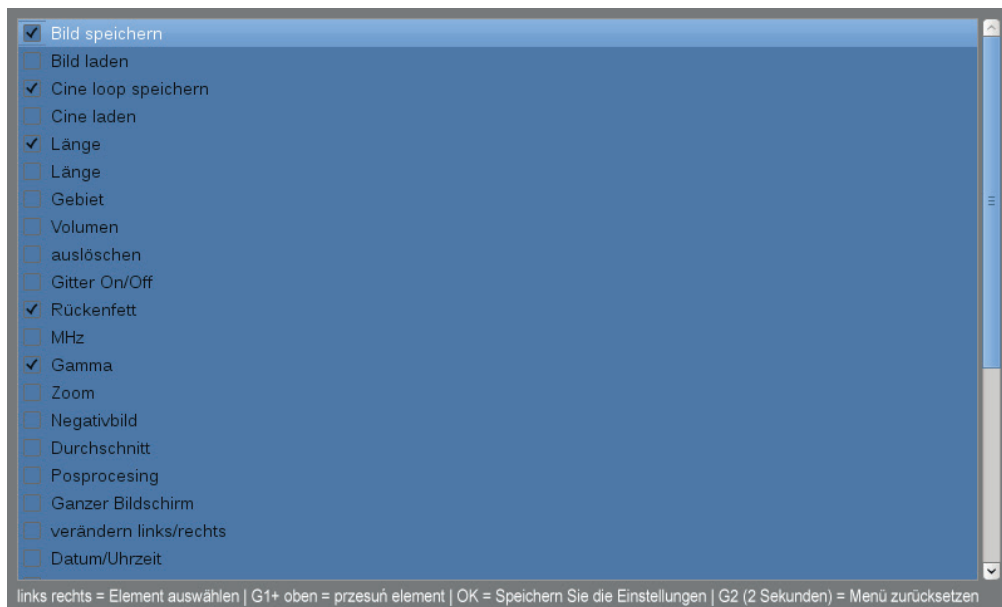 Bild speichern
Bild laden
Cine loop speichern
Cine laden
Länge
Länge
Gebiet
Volumen
auslöschen
Gitter On/Off
Rückenfett
MHz
Gamma
Zoom
Negativbild
Durchschnitt
Posprocesing
Ganzer Bildschirm
verändern links/rechts
Datum/Uhrzeit
links rechts = Element auswählen | G1+ oben = przesuń element | OK = Speichern Sie die Einstellungen | G2 (2 Sekunden) = Menü zurücksetzen